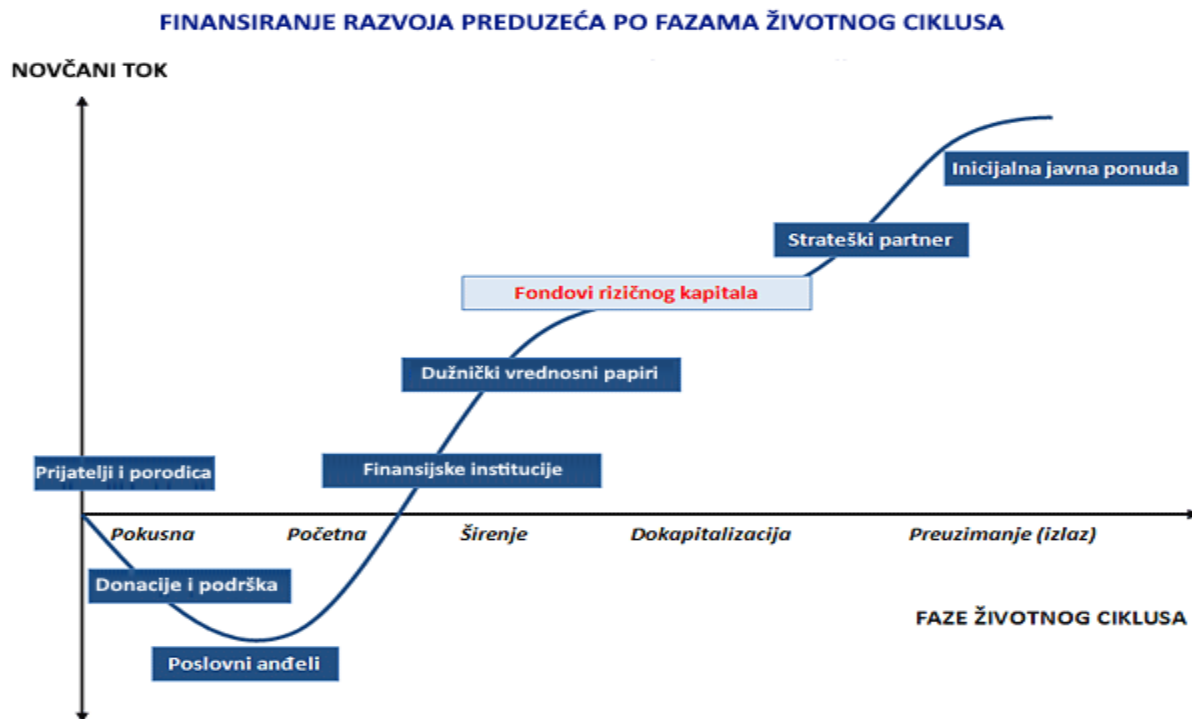 FINANSIRANJE RAZVOJA PREDUZEĆA PO FAZAMA ŽIVOTNOG CIKLUSA
NOVČANI TOK
Inicijalna javna ponuda
Strateški partner
Fondovi rizičnog kapitala
Dužnički vrednosni papiri
Finansijske institucije
Prijatelji i porodica
Pokusna
Početna
Širenje
Dokapitalizacija
Preuzimanje (izlaz)
Donacije i podrška
FAZE ŽIVOTNOG CIKLUSA
Poslovni anđeli